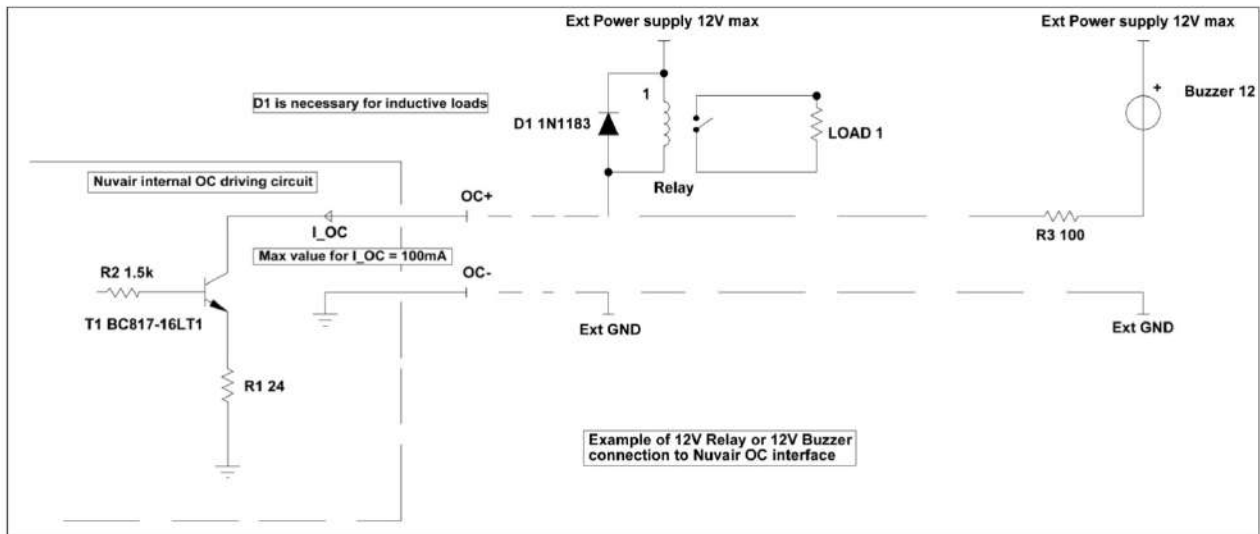 Ext Power supply 12V max
Ext Power supply 12V max
D1 is necessary for inductive loads
1
+
Buzzer 12
D1 1N1183
LOAD 1
Relay
Nuvair internal OC driving circuit
OC+
I_OC
R3 100
Max value for I_OC = 100mA
OC-
R2 1.5k
T1 BC817-16LT1
Ext GND
Ext GND
R1 24
Example of 12V Relay or 12V Buzzer
connection to Nuvair OC interface